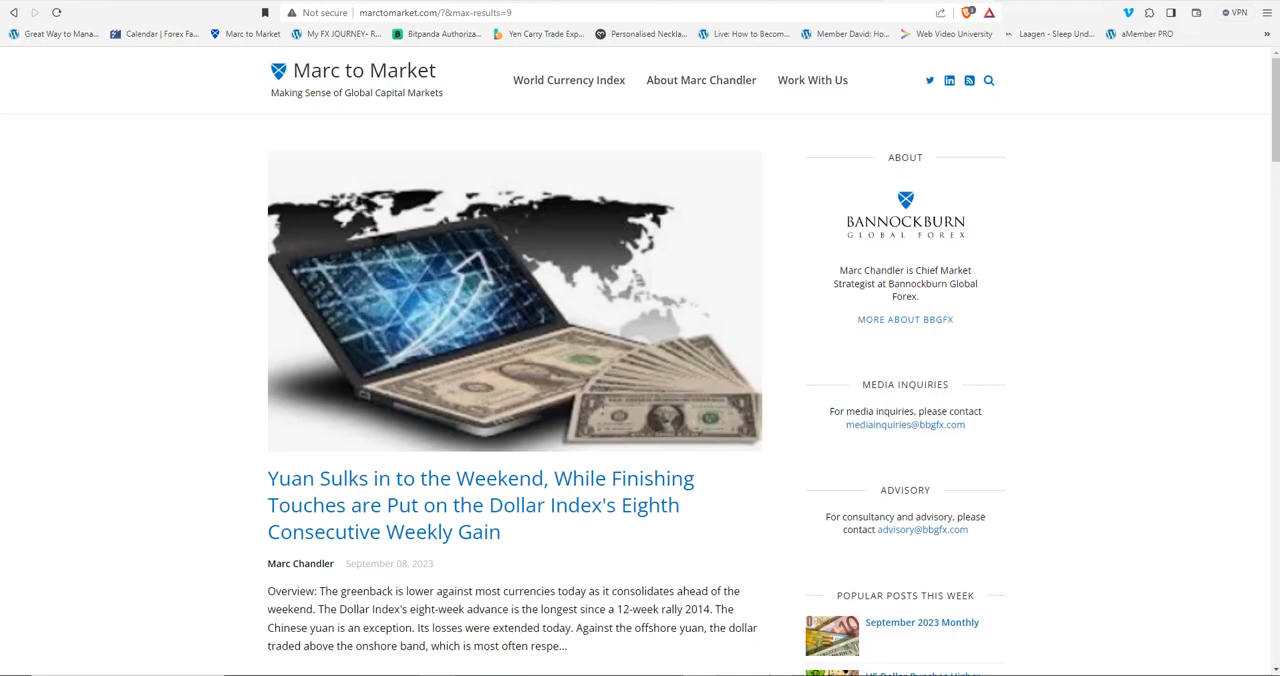 Not secure
marctomarket.com/?&max-results=9
VPN
Great Way to Mana...
Calendar | Forex Fa...
Marc to Market
My FX JOURNEY- R...
Bitpanda Authoriza...
Yen Carry Trade Exp...
Personalised Neckla...
Live: How to Becom...
Member David: Ho...
Web Video University
Laagen - Sleep Und...
aMember PRO
»
Marc to Market
Making Sense of Global Capital Markets
World Currency Index
About Marc Chandler
Work With Us
ABOUT
BANNOCKBURN
GLOBAL FOREX
Marc Chandler is Chief Market
Strategist at Bannockburn Global
Forex.
MORE ABOUT BBGFX
MEDIA INQUIRIES
For media inquiries, please contact
mediainquiries@bbgfx.com
ADVISORY
For consultancy and advisory, please
contact advisory@bbgfx.com
POPULAR POSTS THIS WEEK
September 2023 Monthly
Yuan Sulks in to the Weekend, While Finishing
Touches are Put on the Dollar Index's Eighth
Consecutive Weekly Gain
Marc Chandler September 08, 2023
Overview: The greenback is lower against most currencies today as it consolidates ahead of the
weekend. The Dollar Index's eight-week advance is the longest since a 12-week rally 2014. The
Chinese yuan is an exception. Its losses were extended today. Against the offshore yuan, the dollar
traded above the onshore band, which is most often respe...